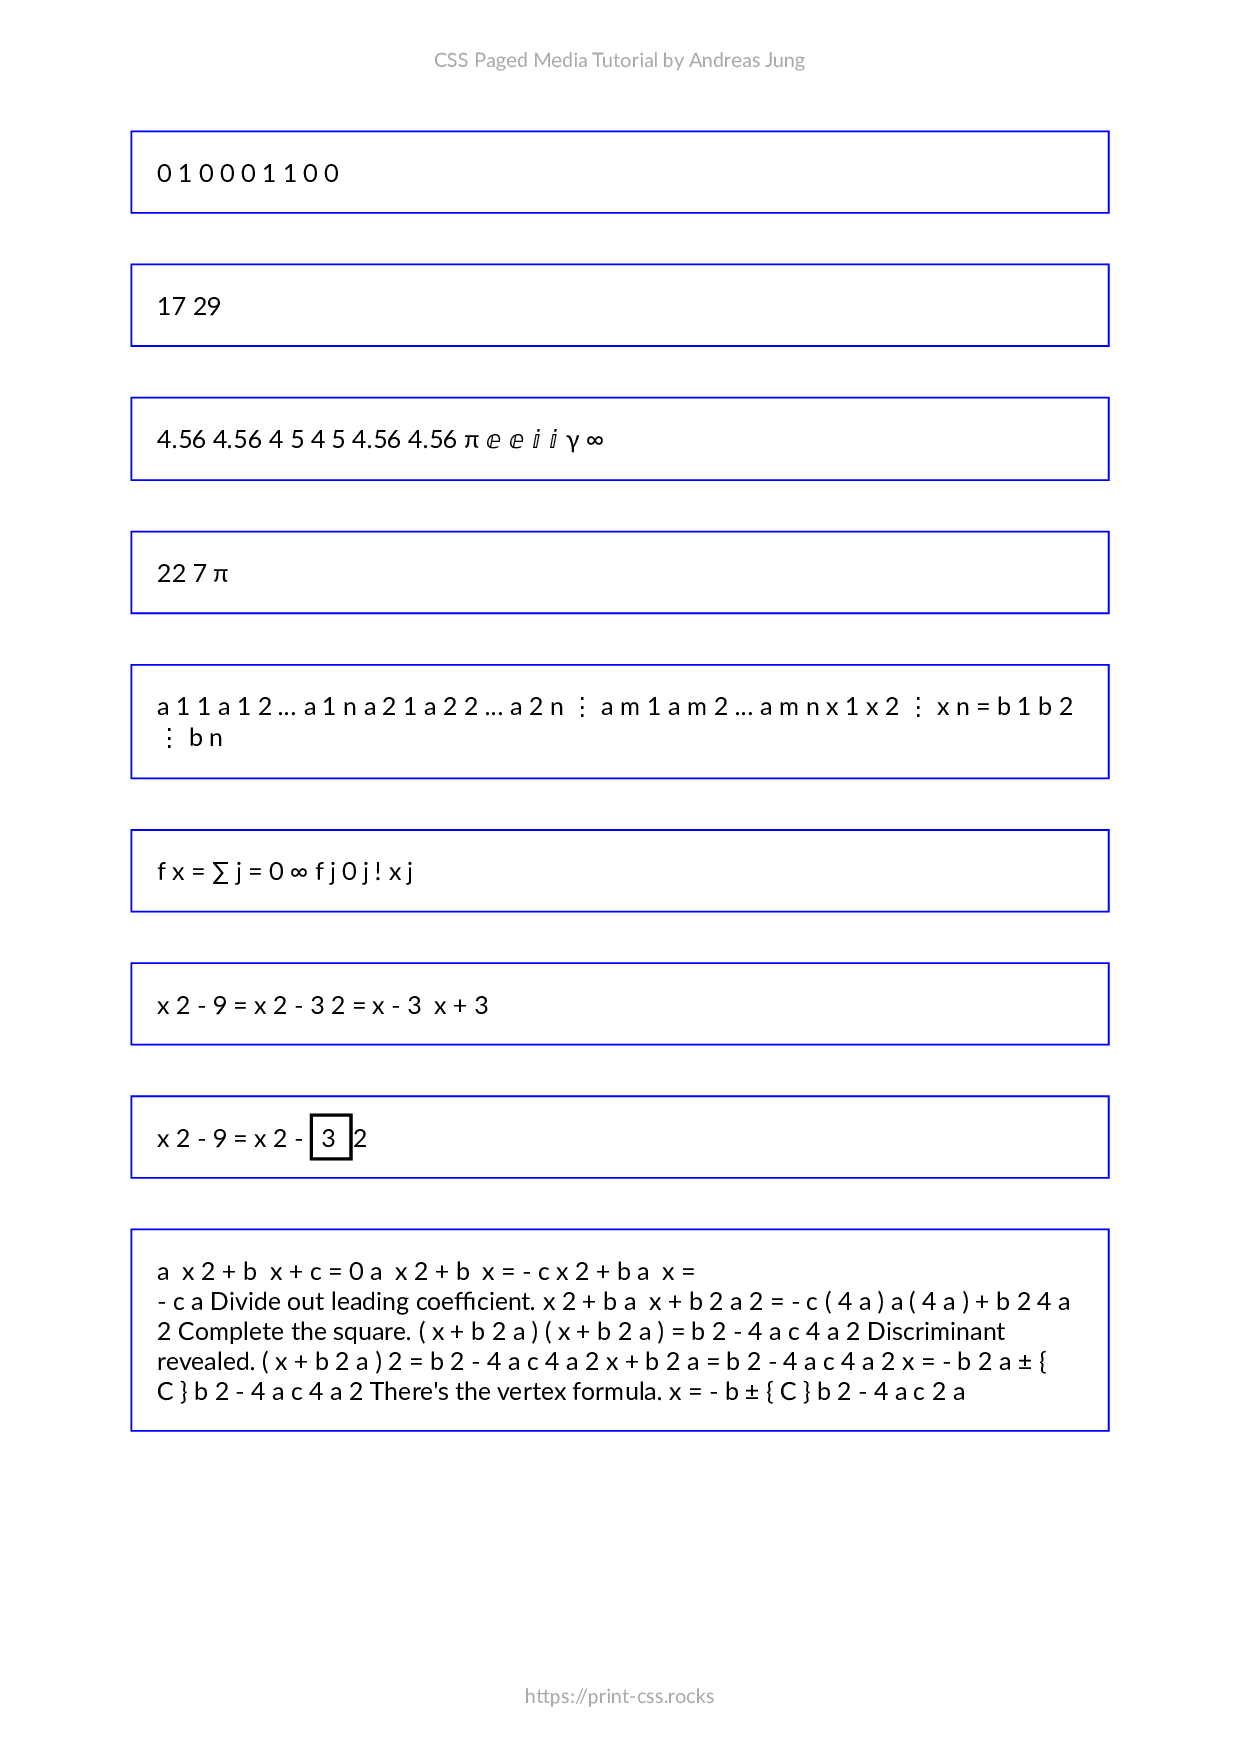 CSS Paged Media Tutorial by Andreas Jung
0 1 0 0 0 1 1 0 0
17 29
4.56 4.56 4 5 4 5 4.56 4.56 π ⅇ ⅇ ⅈ ⅈ γ ∞
22 7 π
a 1 1 a 1 2 … a 1 n a 2 1 a 2 2 … a 2 n ⋮ a m 1 a m 2 … a m n x 1 x 2 ⋮ x n = b 1 b 2
⋮ b n
f x = ∑ j = 0 ∞ f j 0 j ! x j
x 2 - 9 = x 2 - 3 2 = x - 3 x + 3
x 2 - 9 = x 2 - 3 2
a x 2 + b x + c = 0 a x 2 + b x = - c x 2 + b a x =
- c a Divide out leading coefficient. x 2 + b a x + b 2 a 2 = - c ( 4 a ) a ( 4 a ) + b 2 4 a
2 Complete the square. ( x + b 2 a ) ( x + b 2 a ) = b 2 - 4 a c 4 a 2 Discriminant
revealed. ( x + b 2 a ) 2 = b 2 - 4 a c 4 a 2 x + b 2 a = b 2 - 4 a c 4 a 2 x = - b 2 a ± {
C } b 2 - 4 a c 4 a 2 There's the vertex formula. x = - b ± { C } b 2 - 4 a c 2 a
https://print-css.rocks